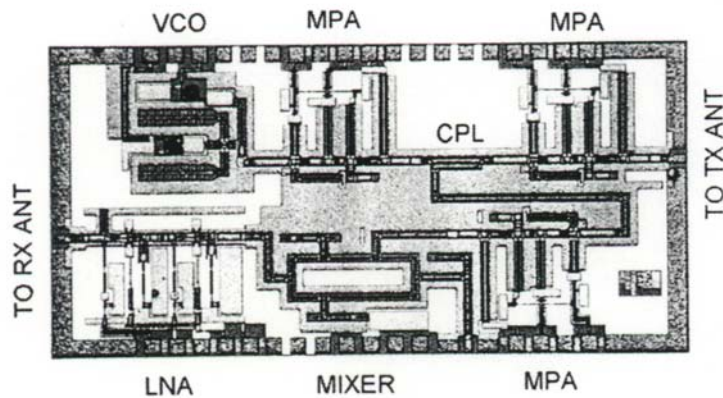 VCO MPA MPA
CPL
TO RX ANT
TO TX ANT
LNA MIXER MPA